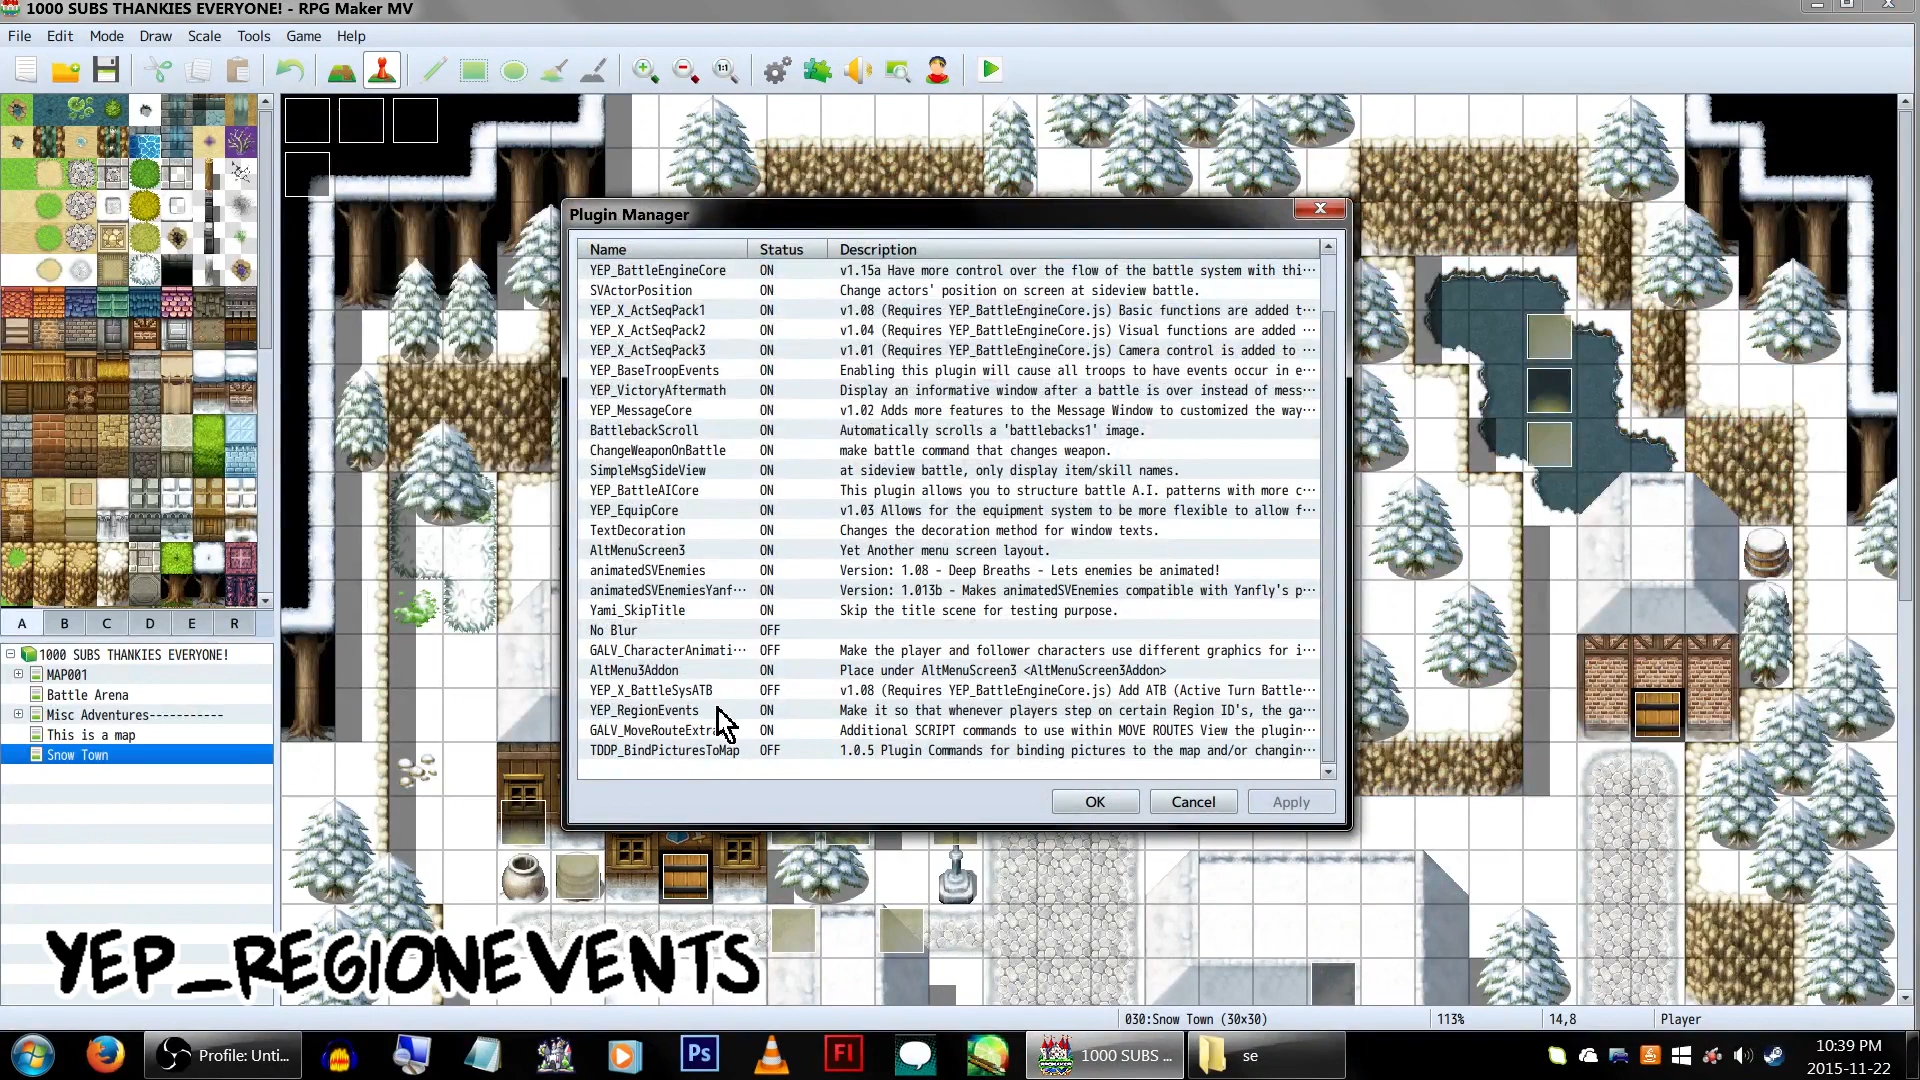 1000 SUBS THANKIES EVERYONE! - RPG Maker MV
File Edit Mode Draw Scale Tools Game Help
1:1
Plugin Manager
Name Status Description
YEP_BattleEngineCore ON v1.15a Have more control over the flow of the battle system with thi···
SVActorPosition ON Change actors' position on screen at sideview battle.
YEP_X_ActSeqPack1 ON v1.08 (Requires YEP_BattleEngineCore.js) Basic functions are added t···
YEP_X_ActSeqPack2 ON v1.04 (Requires YEP_BattleEngineCore.js) Visual functions are added ···
YEP_X_ActSeqPack3 ON v1.01 (Requires YEP_BattleEngineCore.js) Camera control is added to ···
YEP_BaseTroopEvents ON Enabling this plugin will cause all troops to have events occur in e···
YEP_VictoryAftermath ON Display an informative window after a battle is over instead of mess···
YEP_MessageCore ON v1.02 Adds more features to the Message Window to customized the way···
BattlebackScroll ON Automatically scrolls a 'battlebacks1' image.
ChangeWeaponOnBattle ON make battle command that changes weapon.
SimpleMsgSideView ON at sideview battle, only display item/skill names.
YEP_BattleAICore ON This plugin allows you to structure battle A.I. patterns with more c···
YEP_EquipCore ON v1.03 Allows for the equipment system to be more flexible to allow f···
TextDecoration ON Changes the decoration method for window texts.
AltMenuScreen3 ON Yet Another menu screen layout.
animatedSVEnemies ON Version: 1.08 - Deep Breaths - Lets enemies be animated!
animatedSVEnemiesYanf··· ON Version: 1.013b - Makes animatedSVEnemies compatible with Yanfly's p···
Yami_SkipTitle ON Skip the title scene for testing purpose.
No Blur OFF
GALV_CharacterAnimati··· OFF Make the player and follower characters use different graphics for i···
AltMenu3Addon ON Place under AltMenuScreen3 <AltMenuScreen3Addon>
YEP_X_BattleSysATB OFF v1.08 (Requires YEP_BattleEngineCore.js) Add ATB (Active Turn Battle···
YEP_RegionEvents ON Make it so that whenever players step on certain Region ID's, the ga···
GALV_MoveRouteExtra ON Additional SCRIPT commands to use within MOVE ROUTES View the plugin···
TDDP_BindPicturesToMap OFF 1.0.5 Plugin Commands for binding pictures to the map and/or changin···
OK Cancel Apply
A B C D E R
1000 SUBS THANKIES EVERYONE!
MAP001
Battle Arena
Misc Adventures-----------
This is a map
Snow Town
YEP_REGIONEVENTS
030:Snow Town (30x30) 113% 14,8 Player
Profile: Unti... Ps Fl 1000 SUBS ... se
10:39 PM
2015-11-22